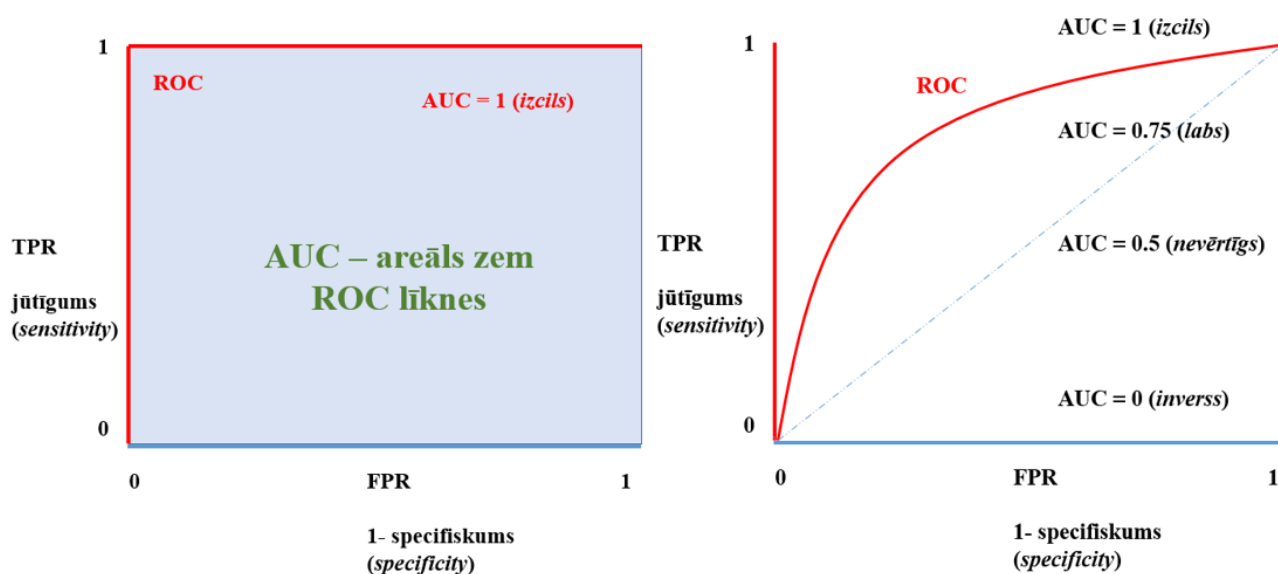 1
ROC
AUC = 1 (izcils)
TPR
jūtīgums
(sensitivity)
AUC – areāls zem
ROC līknes
0
0
FPR
1
1- specifiskums
(specificity)
1
AUC = 1 (izcils)
ROC
AUC = 0.75 (labs)
TPR
jūtīgums
(sensitivity)
AUC = 0.5 (nevērtīgs)
AUC = 0 (inverss)
0
0
FPR
1
1- specifiskums
(specificity)